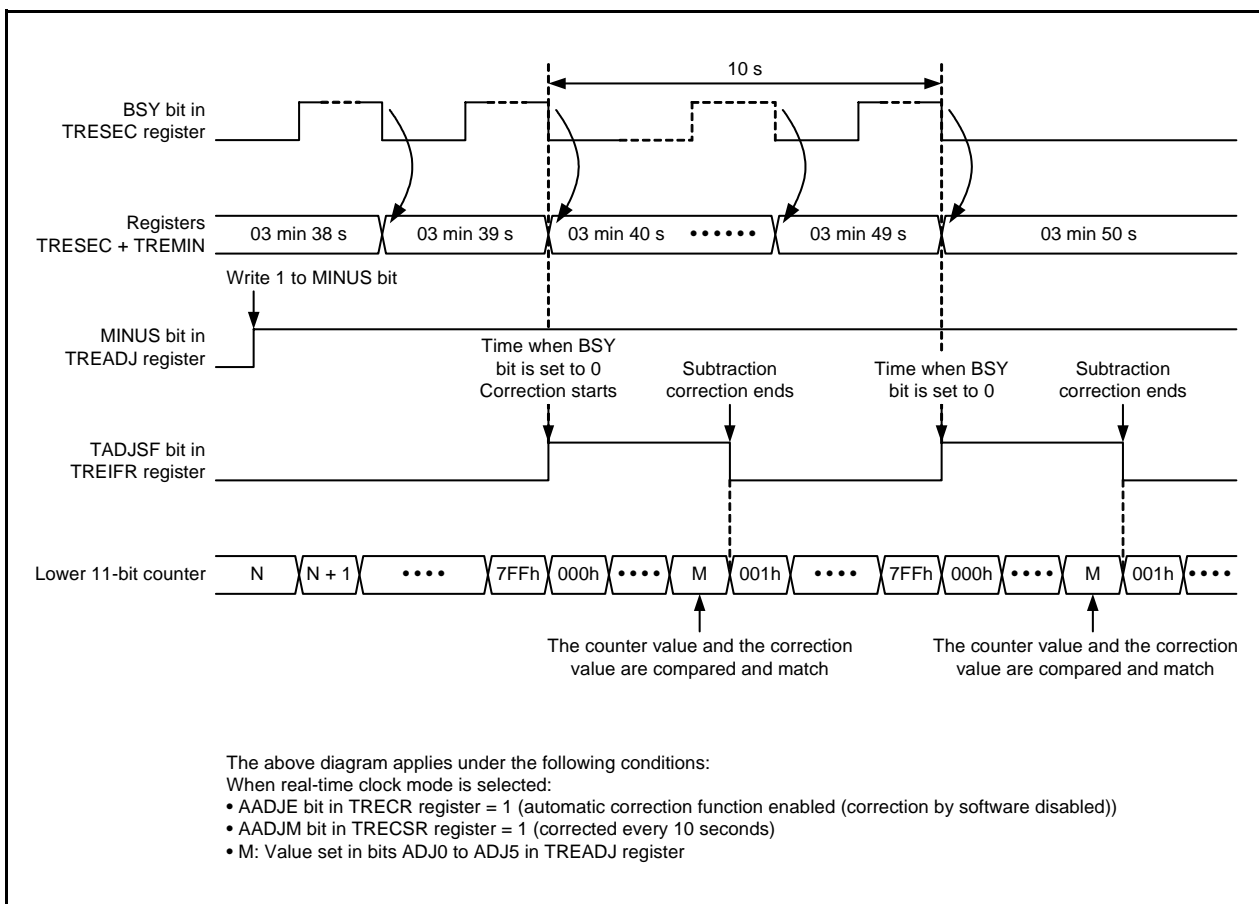 10 s
BSY bit in
TRESEC register
Registers
TRESEC + TREMIN
03 min 38 s
03 min 39 s
03 min 40 s
••••••
03 min 49 s
03 min 50 s
Write 1 to MINUS bit
MINUS bit in
TREADJ register
Time when BSY
bit is set to 0
Correction starts
Subtraction
correction ends
Time when BSY
bit is set to 0
Subtraction
correction ends
TADJSF bit in
TREIFR register
Lower 11-bit counter
N
N + 1
••••
7FFh
000h
••••
M
001h
••••
7FFh
000h
••••
M
001h
••••
The counter value and the correction
value are compared and match
The counter value and the correction
value are compared and match
The above diagram applies under the following conditions:
When real-time clock mode is selected:
• AADJE bit in TRECR register = 1 (automatic correction function enabled (correction by software disabled))
• AADJM bit in TRECSR register = 1 (corrected every 10 seconds)
• M: Value set in bits ADJ0 to ADJ5 in TREADJ register